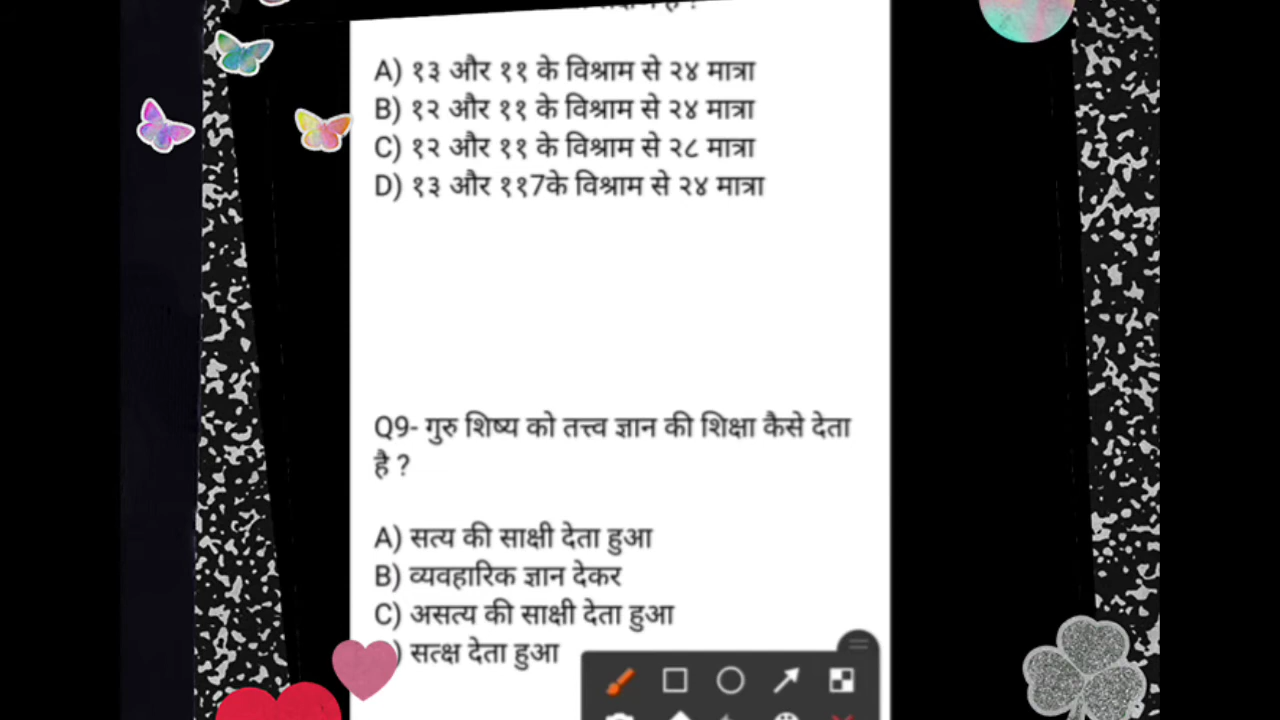 A) १३ और ११ के विश्राम से २४ मात्रा
B) १२ और ११ के विश्राम से २४ मात्रा
C) १२ और ११ के विश्राम से २८ मात्रा
D) १३ और ११7के विश्राम से २४ मात्रा
Q9- गुरु शिष्य को तत्त्व ज्ञान की शिक्षा कैसे देता
है ?
A) सत्य की साक्षी देता हुआ
B) व्यवहारिक ज्ञान देकर
C) असत्य की साक्षी देता हुआ
) सत्क्ष देता हुआ